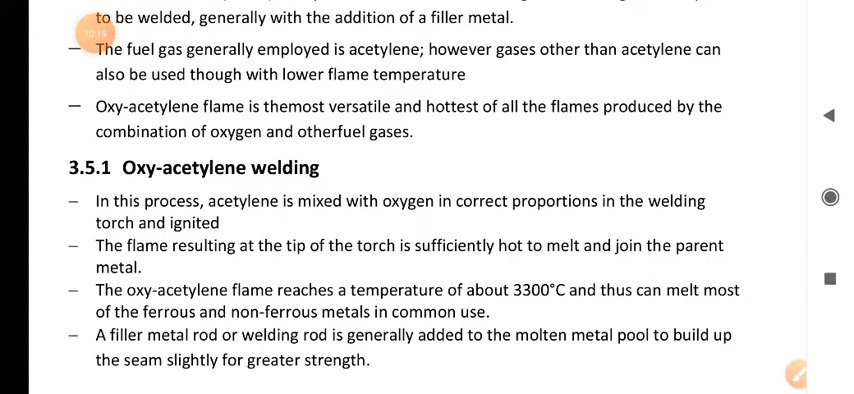 to be welded, generally with the addition of a filler metal.
10:19
– The fuel gas generally employed is acetylene; however gases other than acetylene can
also be used though with lower flame temperature
– Oxy-acetylene flame is themost versatile and hottest of all the flames produced by the
combination of oxygen and otherfuel gases.
3.5.1 Oxy-acetylene welding
– In this process, acetylene is mixed with oxygen in correct proportions in the welding
torch and ignited
– The flame resulting at the tip of the torch is sufficiently hot to melt and join the parent
metal.
– The oxy-acetylene flame reaches a temperature of about 3300°C and thus can melt most
of the ferrous and non-ferrous metals in common use.
– A filler metal rod or welding rod is generally added to the molten metal pool to build up
the seam slightly for greater strength.